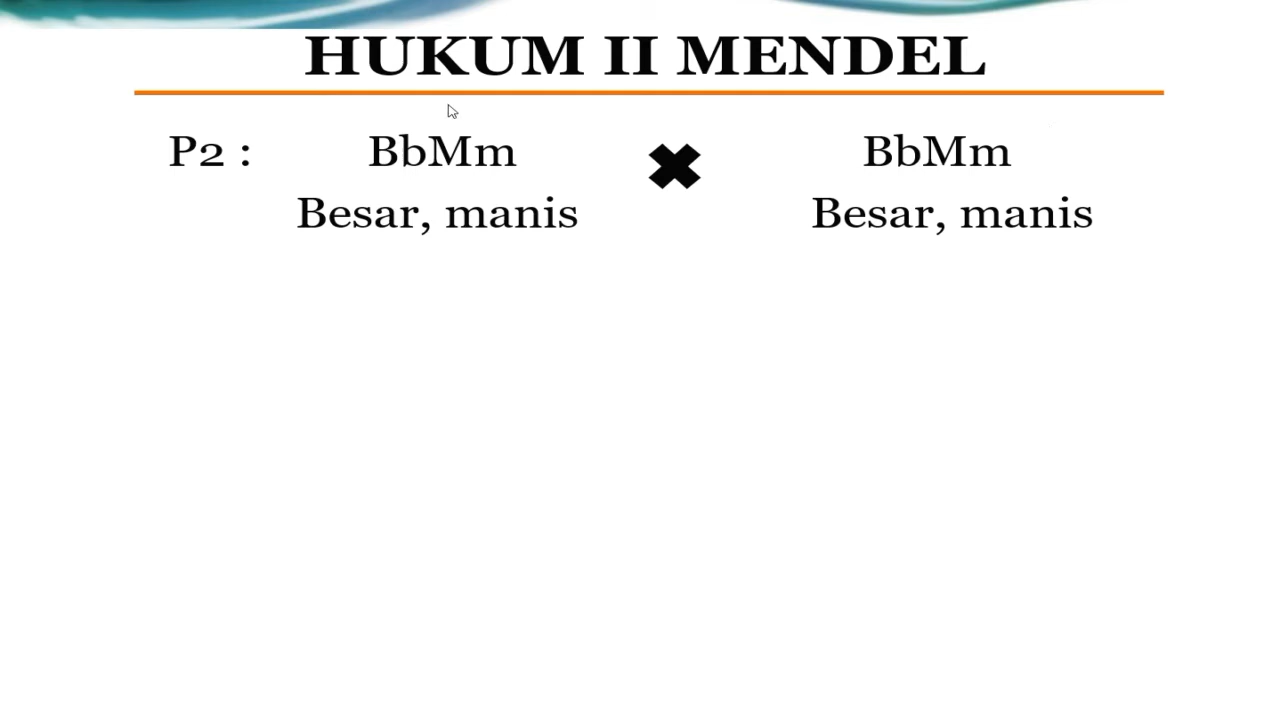 HUKUM II MENDEL
P2 : BbMm ✖ BbMm
Besar, manis Besar, manis